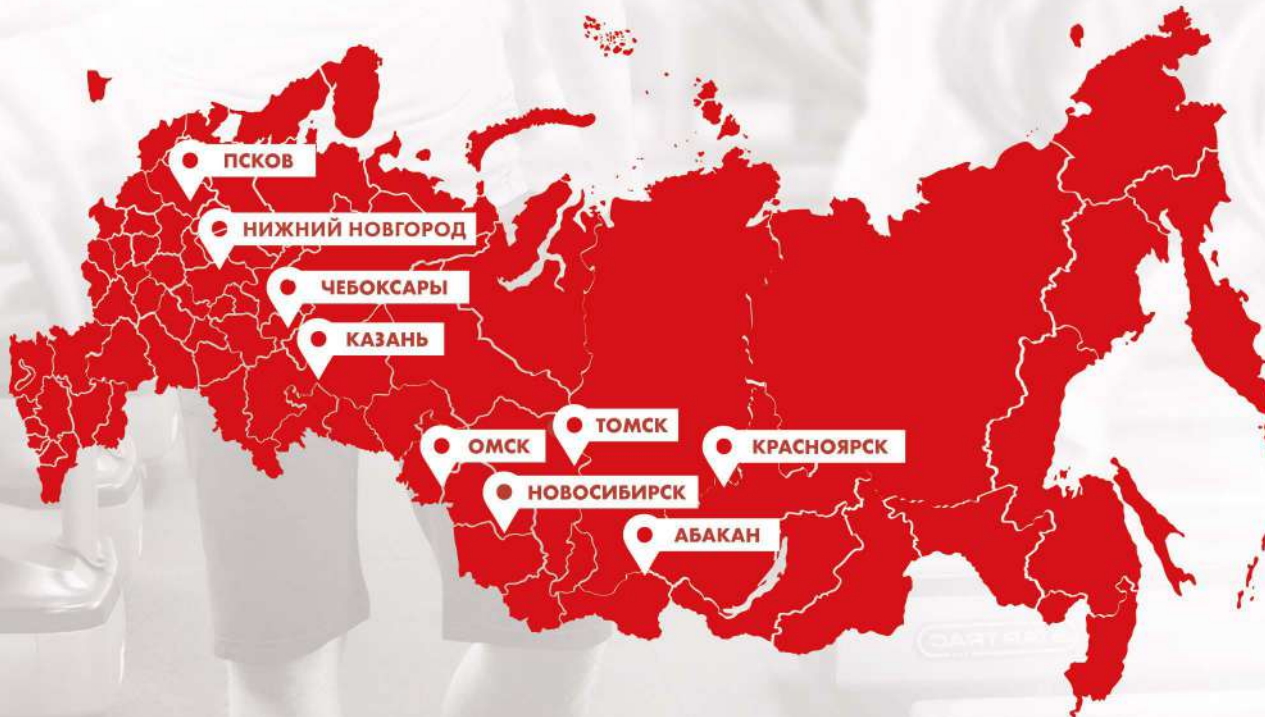 ПСКОВ
НИЖНИЙ НОВГОРОД
ЧЕБОКСАРЫ
КАЗАНЬ
ТОМСК
ОМСК
КРАСНОЯРСК
НОВОСИБИРСК
АБАКАН